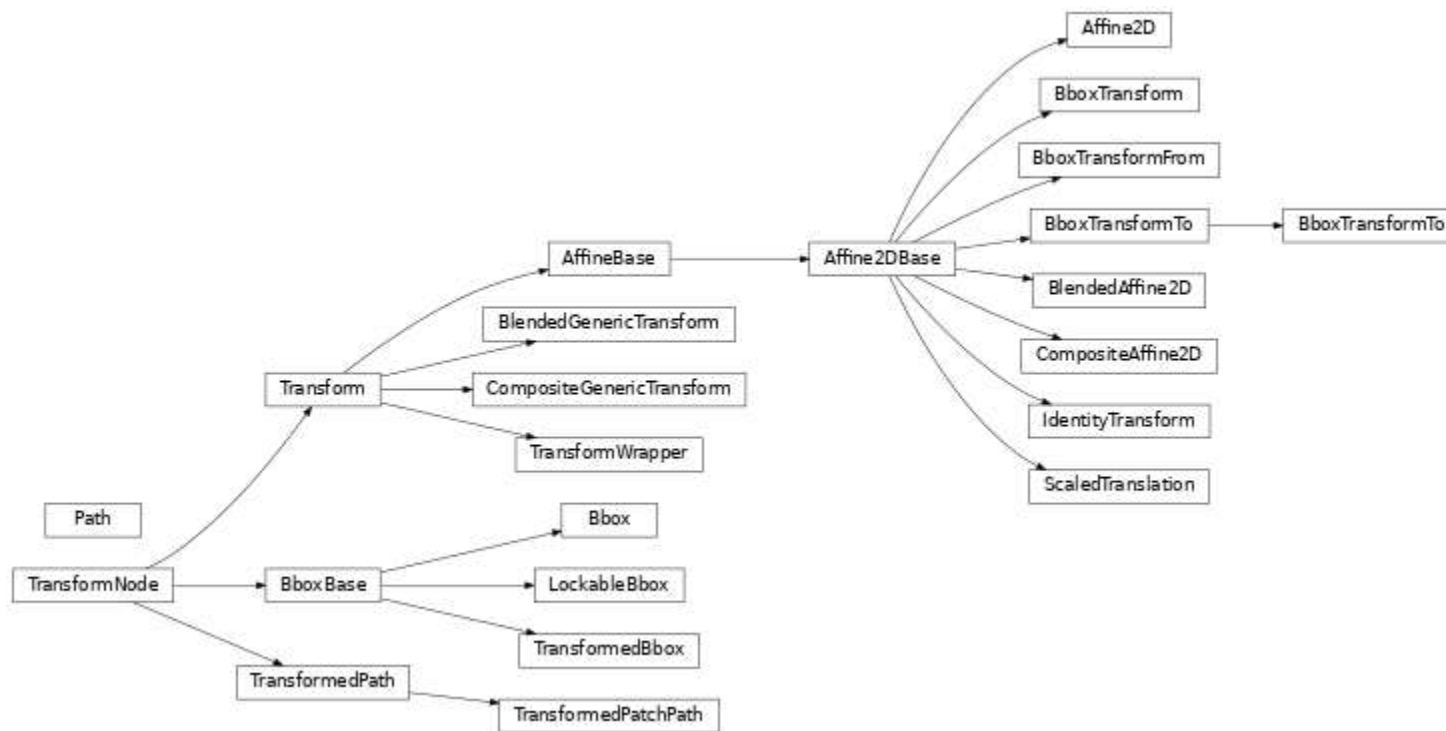 Affine2D
BboxTransform
BboxTransformFrom
BboxTransformTo
BboxTransformTo
AffineBase
Affine2DBase
BlendedAffine2D
BlendedGenericTransform
CompositeAffine2D
Transform
CompositeGenericTransform
IdentityTransform
TransformWrapper
ScaledTranslation
Path
Bbox
TransformNode
BboxBase
LockableBbox
TransformedBbox
TransformedPath
TransformedPatchPath